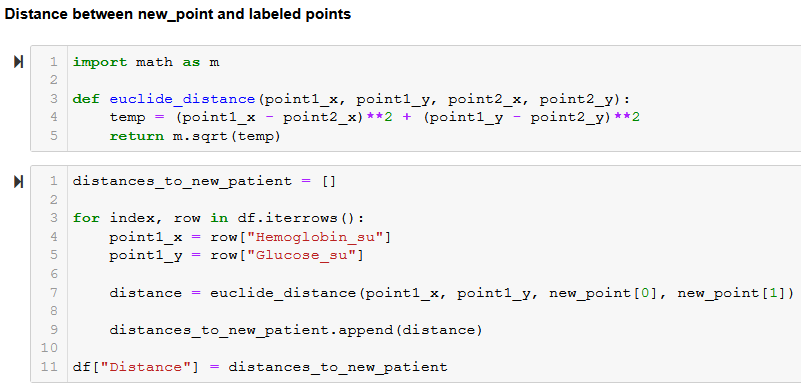 Distance between new_point and labeled points
1 import math as m
2
3 def euclide_distance(point1_x, point1_y, point2_x, point2_y):
4     temp = (point1_x - point2_x)**2 + (point1_y - point2_y)**2
5     return m.sqrt(temp)
1 distances_to_new_patient = []
2
3 for index, row in df.iterrows():
4     point1_x = row["Hemoglobin_su"]
5     point1_y = row["Glucose_su"]
6
7     distance = euclide_distance(point1_x, point1_y, new_point[0], new_point[1])
8
9     distances_to_new_patient.append(distance)
10
11 df["Distance"] = distances_to_new_patient